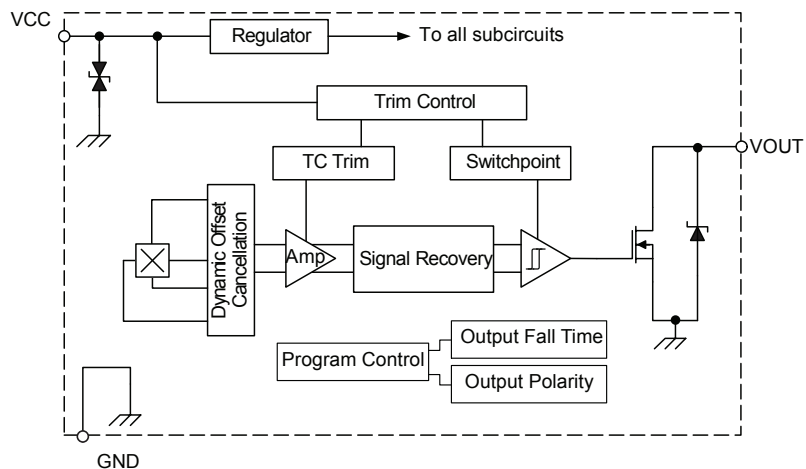 VCC
Regulator
To all subcircuits
Trim Control
TC Trim
Switchpoint
VOUT
Dynamic Offset
Cancellation
Amp
Signal Recovery
Program Control
Output Fall Time
Output Polarity
GND